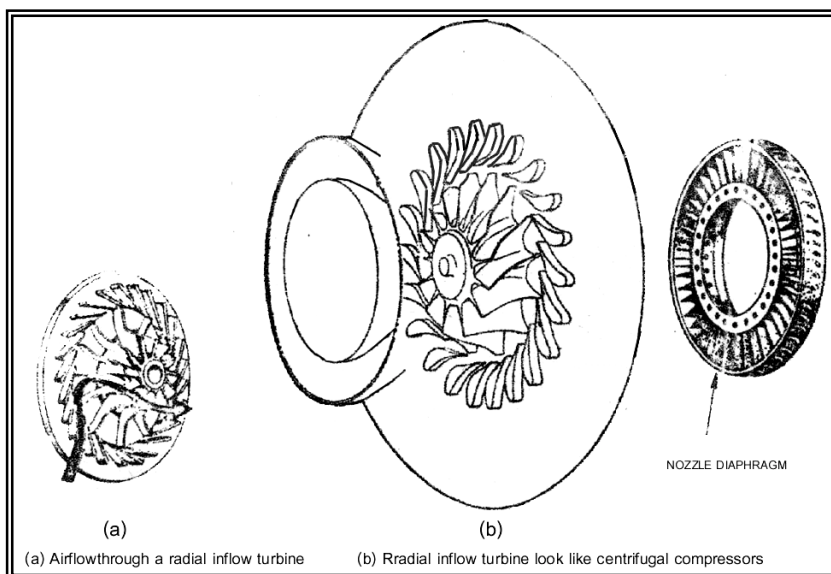 NOZZLE DIAPHRAGM
(a)
(b)
(a) Airflowthrough a radial inflow turbine
(b) Rradial inflow turbine look like centrifugal compressors